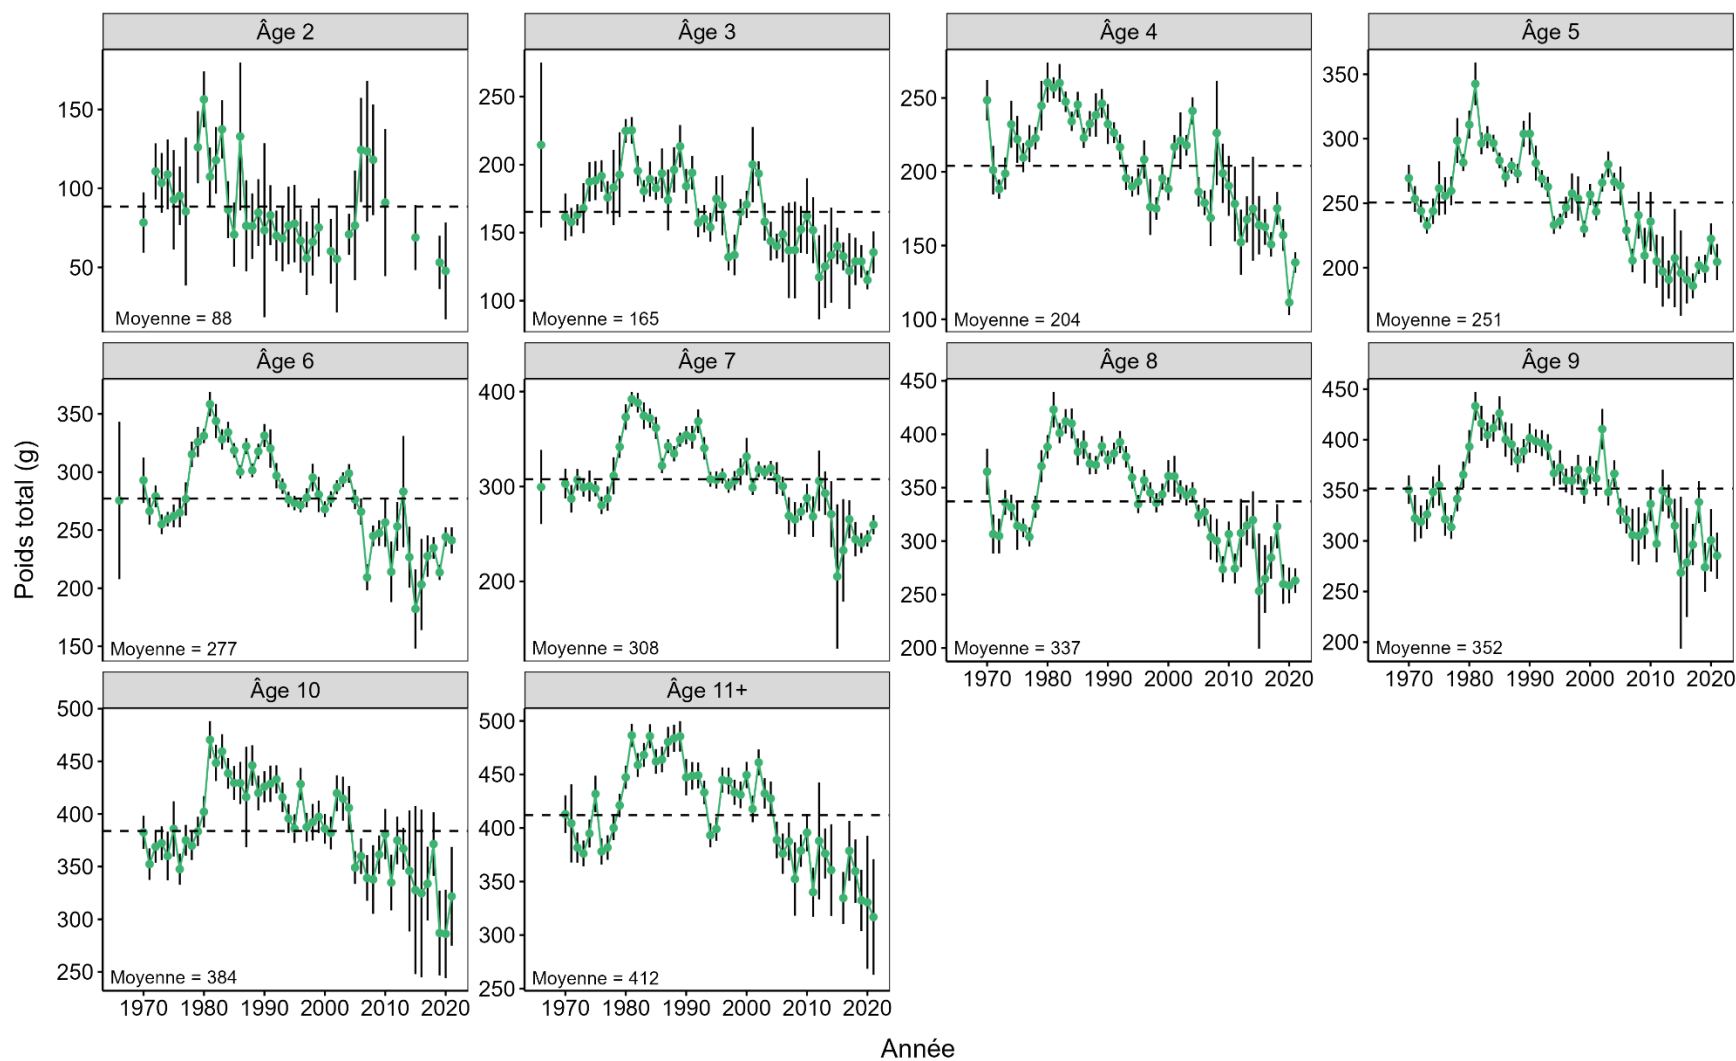 Âge 2
Âge 3
Âge 4
Âge 5
150
100
50
Moyenne = 88
250
200
150
100
Moyenne = 165
250
200
150
100
Moyenne = 204
350
300
250
200
Moyenne = 251
Âge 6
Âge 7
Âge 8
Âge 9
Poids total (g)
350
300
250
200
150
Moyenne = 277
400
300
200
Moyenne = 308
450
400
350
300
250
200
Moyenne = 337
1970 1980 1990 2000 2010 2020
450
400
350
300
250
200
Moyenne = 352
1970 1980 1990 2000 2010 2020
Âge 10
Âge 11+
500
450
400
350
300
250
Moyenne = 384
1970 1980 1990 2000 2010 2020
500
450
400
350
300
250
Moyenne = 412
1970 1980 1990 2000 2010 2020
Année